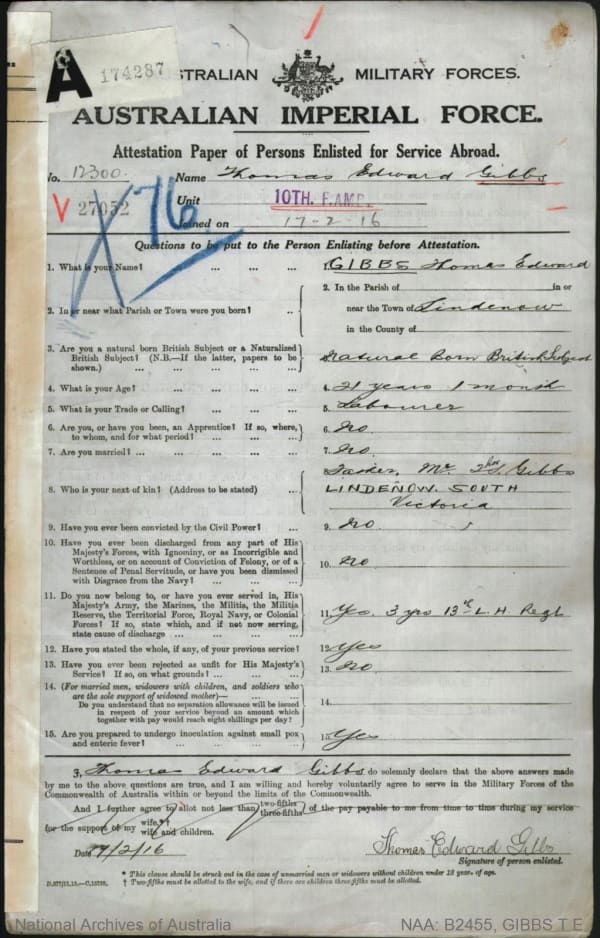 A 174287
AUSTRALIAN MILITARY FORCES.
AUSTRALIAN IMPERIAL FORCE.
Attestation Paper of Persons Enlisted for Service Abroad.
No. 12300 Name Thomas Edward Gibbs
V 27052 76 Unit 10TH. F. AMB.
Joined on 17-2-16
Questions to be put to the Person Enlisting before Attestation.
1. What is your Name? ... ... ... 1. GIBBS Thomas Edward
2. In or near what Parish or Town were you born? ... 2. In the Parish of in or
near the Town of Lindenow
in the County of
3. Are you a natural born British Subject or a Naturalized
British Subject? (N.B.—If the latter, papers to be
shown.) ... ... ... ... ... 3. Natural Born British Subject
4. What is your Age? ... ... ... 4. 21 years 1 month
5. What is your Trade or Calling? ... ... ... 5. Labourer
6. Are you, or have you been, an Apprentice? If so, where,
to whom, and for what period? ... ... ... 6. No
7. Are you married? ... ... ... ... 7. No
8. Who is your next of kin? (Address to be stated) ... 8. Father, Mr. Thos. Gibbs
LINDENOW. SOUTH
Victoria
9. Have you ever been convicted by the Civil Power? ... 9. No
10. Have you ever been discharged from any part of His
Majesty's Forces, with Ignominy, or as Incorrigible and
Worthless, or on account of Conviction of Felony, or of a
Sentence of Penal Servitude, or have you been dismissed
with Disgrace from the Navy? ... ... ... 10. No
11. Do you now belong to, or have you ever served in, His
Majesty's Army, the Marines, the Militia, the Militia
Reserve, the Territorial Force, Royal Navy, or Colonial
Forces? If so, state which, and if not now serving,
state cause of discharge ... ... ... ... 11. Yes, 3 yrs 13th L. H. Regt
12. Have you stated the whole, if any, of your previous service? 12. Yes
13. Have you ever been rejected as unfit for His Majesty's
Service? If so, on what grounds? ... ... ... 13. No
14. (For married men, widowers with children, and soldiers who
are the sole support of widowed mother)—
Do you understand that no separation allowance will be issued
in respect of your service beyond an amount which
together with pay would reach eight shillings per day? 14.
15. Are you prepared to undergo inoculation against small pox
and enteric fever? ... ... ... ... 15. Yes
I, Thomas Edward Gibbs do solemnly declare that the above answers made
by me to the above questions are true, and I am willing and hereby voluntarily agree to serve in the Military Forces of the
Commonwealth of Australia within or beyond the limits of the Commonwealth.
And I further agree to allot not less than two-fifths three-fifths of the pay payable to me from time to time during my service
for the support of my wife.*†
wife and children.
Date 17/2/16 Thomas Edward Gibbs
Signature of person enlisted.
* This clause should be struck out in the case of unmarried men or widowers without children under 18 year of age.
† Two-fifths must be allotted to the wife, and if there are children three-fifths must be allotted.
National Archives of Australia NAA: B2455, GIBBS T E